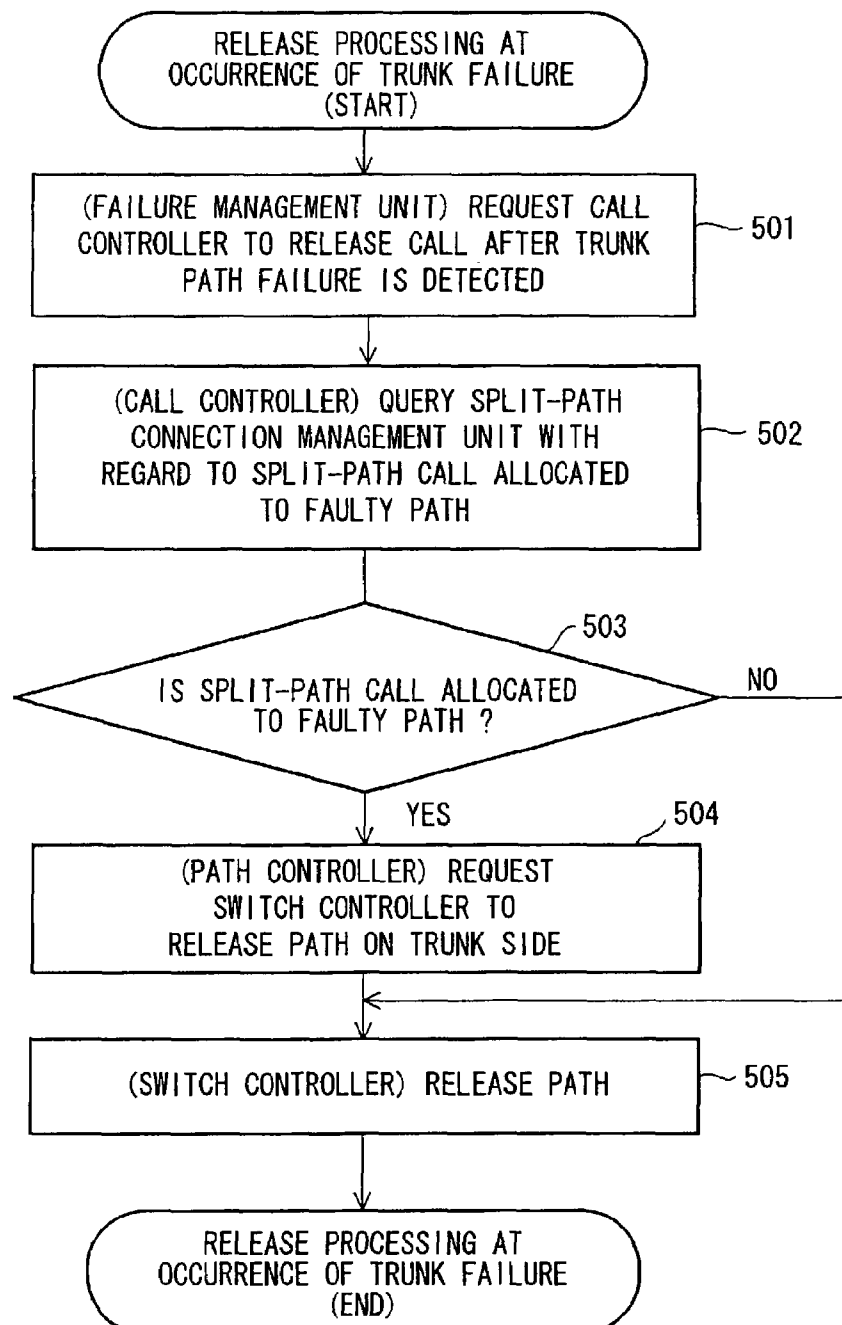 RELEASE PROCESSING AT
OCCURRENCE OF TRUNK FAILURE
(START)
(FAILURE MANAGEMENT UNIT) REQUEST CALL
CONTROLLER TO RELEASE CALL AFTER TRUNK
PATH FAILURE IS DETECTED
501
(CALL CONTROLLER) QUERY SPLIT-PATH
CONNECTION MANAGEMENT UNIT WITH
REGARD TO SPLIT-PATH CALL ALLOCATED
TO FAULTY PATH
502
503
IS SPLIT-PATH CALL ALLOCATED
TO FAULTY PATH ?
NO
YES
504
(PATH CONTROLLER) REQUEST
SWITCH CONTROLLER TO
RELEASE PATH ON TRUNK SIDE
(SWITCH CONTROLLER) RELEASE PATH
505
RELEASE PROCESSING AT
OCCURRENCE OF TRUNK FAILURE
(END)